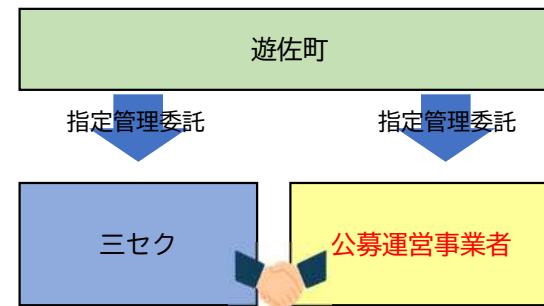 遊佐町
指定管理委託
指定管理委託
三セク
公募運営事業者